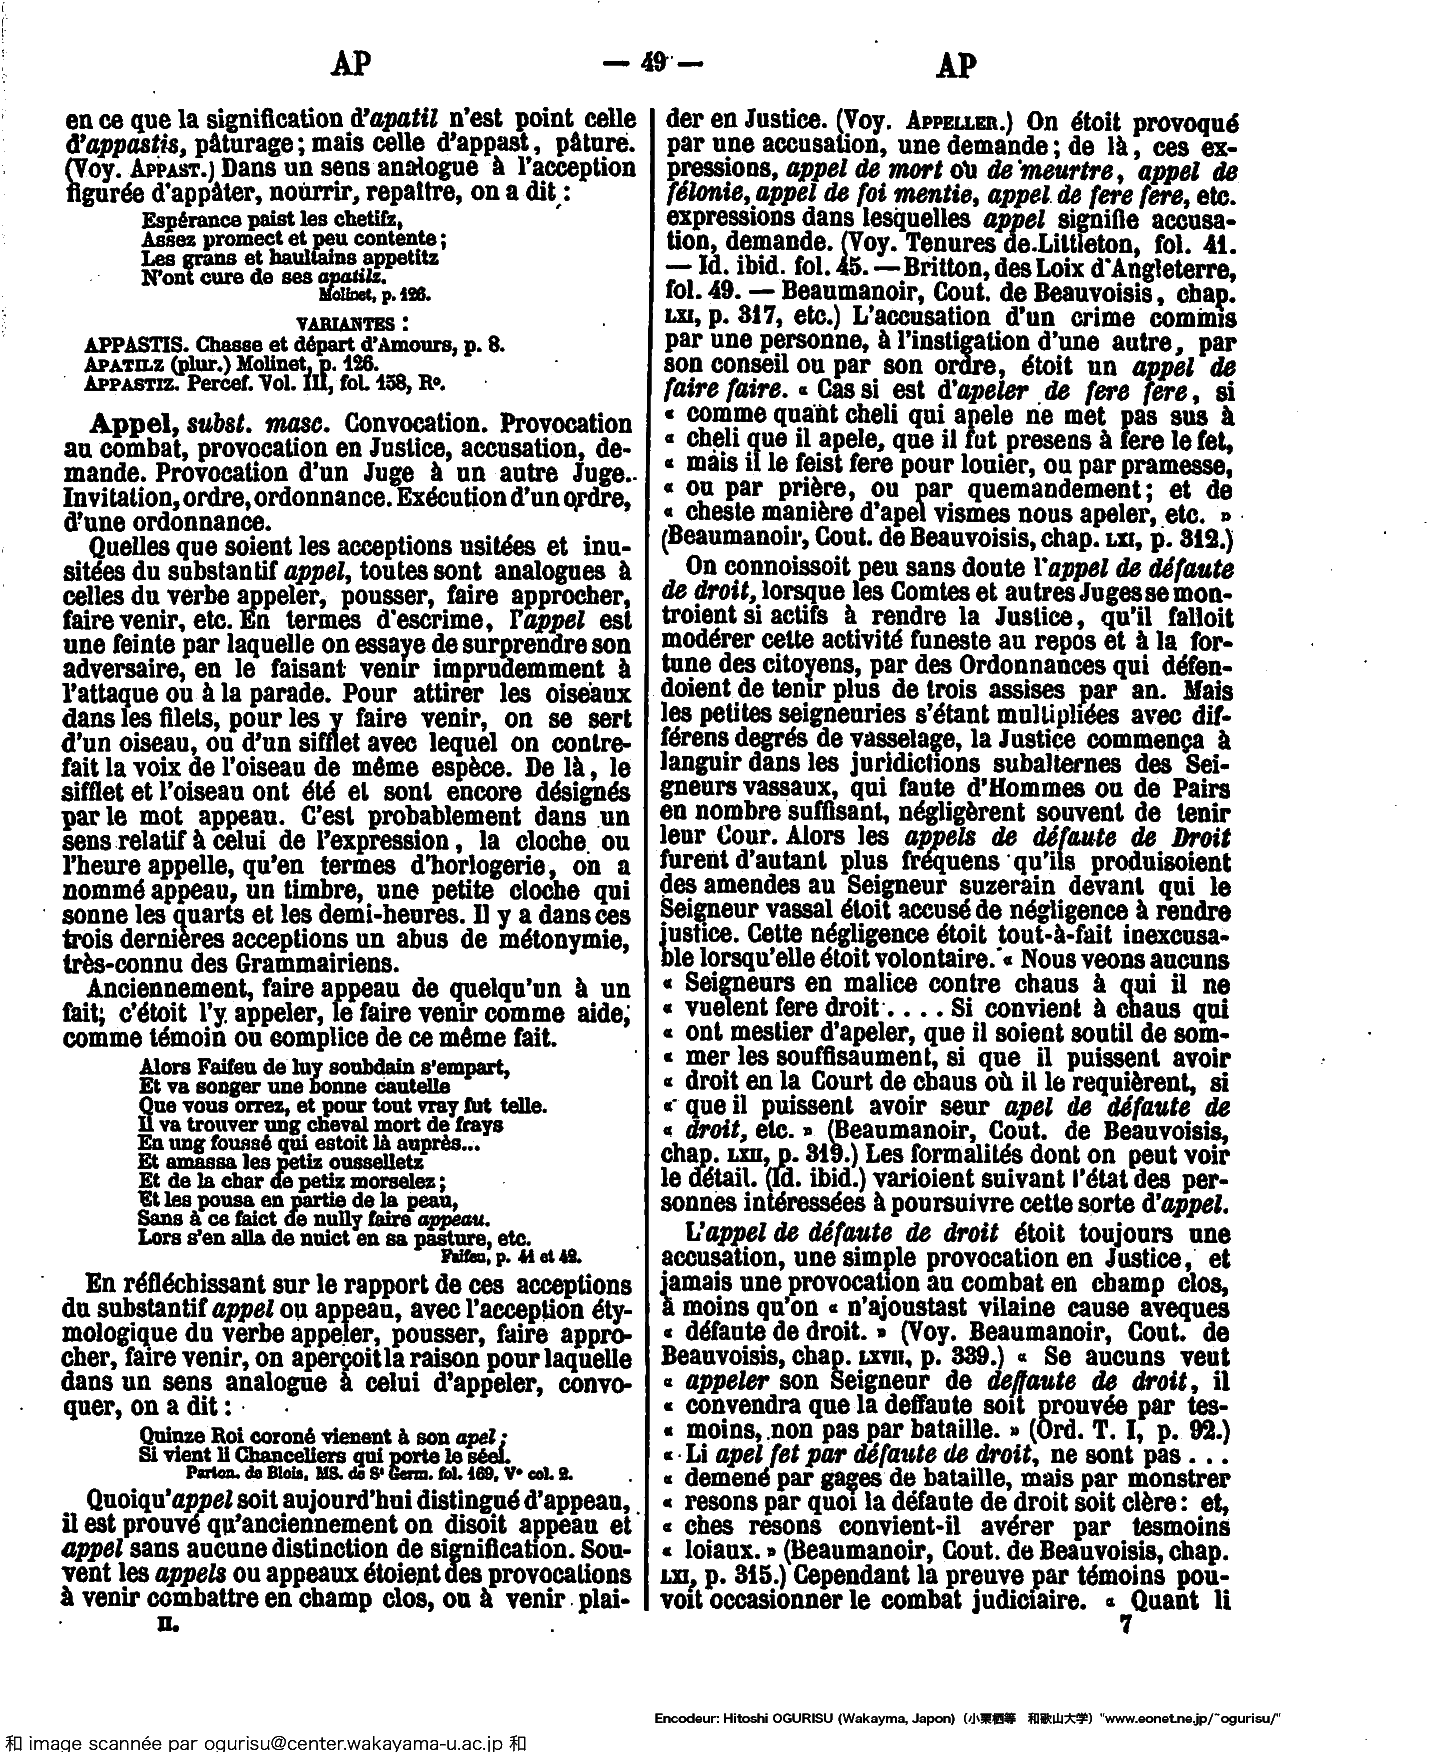 AP
— 49 —
AP
en ce que la signification d'apatil n'est point celle
d'appastis, pâturage; mais celle d'appast, pâture.
(Voy. APPAST.) Dans un sens analogue à l'acception
figurée d'appâter, nourrir, repaître, on a dit :
Espérance paist les chetifz,
Assez promect et peu contente;
Les grans et haultains appetitz
N'ont cure de ses apatilz.
Molinet, p. 126.
VARIANTES :
APPASTIS. Chasse et départ d'Amours, p. 8.
APATILZ (plur.) Molinet, p. 126.
APPASTIZ. Percef. Vol. III, fol. 158, R°.
Appel, subst. masc. Convocation. Provocation
au combat, provocation en Justice, accusation, de-
mande. Provocation d'un Juge à un autre Juge.
Invitation, ordre, ordonnance. Exécution d'un ordre,
d'une ordonnance.
Quelles que soient les acceptions usitées et inu-
sitées du substantif appel, toutes sont analogues à
celles du verbe appeler, pousser, faire approcher,
faire venir, etc. En termes d'escrime, l'appel est
une feinte par laquelle on essaye de surprendre son
adversaire, en le faisant venir imprudemment à
l'attaque ou à la parade. Pour attirer les oiseaux
dans les filets, pour les y faire venir, on se sert
d'un oiseau, ou d'un sifflet avec lequel on contre-
fait la voix de l'oiseau de même espèce. De là, le
sifflet et l'oiseau ont été et sont encore désignés
par le mot appeau. C'est probablement dans un
sens relatif à celui de l'expression, la cloche ou
l'heure appelle, qu'en termes d'horlogerie, on a
nommé appeau, un timbre, une petite cloche qui
sonne les quarts et les demi-heures. Il y a dans ces
trois dernières acceptions un abus de métonymie,
très-connu des Grammairiens.
Anciennement, faire appeau de quelqu'un à un
fait; c'étoit l'y appeler, le faire venir comme aide,
comme témoin ou complice de ce même fait.
Alors Faifeu de luy soubdain s'empart,
Et va songer une bonne cautelle
Que vous orrez, et pour tout vray fut telle.
Il va trouver ung cheval mort de frays
En ung foussé qui estoit là auprès...
Et amassa les petiz ousselletz
Et de la char de petiz morselez;
Et les pousa en partie de la peau,
Sans à ce faict de nully faire appeau.
Lors s'en alla de nuict en sa pasture, etc.
Faifeu, p. 41 et 42.
En réfléchissant sur le rapport de ces acceptions
du substantif appel ou appeau, avec l'acception éty-
mologique du verbe appeler, pousser, faire appro-
cher, faire venir, on aperçoit la raison pour laquelle
dans un sens analogue à celui d'appeler, convo-
quer, on a dit :
Quinze Roi coroné vienent à son apel;
Si vient li Chanceliers qui porte le séel.
Parton. de Blois, MS. de S<sup>t</sup> Germ. fol. 169, V° col. 2.
Quoiqu'appel soit aujourd'hui distingué d'appeau,
il est prouvé qu'anciennement on disoit appeau et
appel sans aucune distinction de signification. Sou-
vent les appels ou appeaux étoient des provocations
à venir combattre en champ clos, ou à venir plai-
II.
der en Justice. (Voy. APPELLER.) On étoit provoqué
par une accusation, une demande; de là, ces ex-
pressions, appel de mort ou de meurtre, appel de
félonie, appel de foi mentie, appel de fere fere, etc.
expressions dans lesquelles appel signifie accusa-
tion, demande. (Voy. Tenures de Littleton, fol. 41.
— Id. ibid. fol. 45. — Britton, des Loix d'Angleterre,
fol. 49. — Beaumanoir, Cout. de Beauvoisis, chap.
LXI, p. 317, etc.) L'accusation d'un crime commis
par une personne, à l'instigation d'une autre, par
son conseil ou par son ordre, étoit un appel de
faire faire. « Cas si est d'apeler de fere fere, si
« comme quant cheli qui apele ne met pas sus à
« cheli que il apele, que il fut presens à fere le fet,
« mais il le feist fere pour louier, ou par pramesse,
« ou par prière, ou par quemandement; et de
« cheste manière d'apel vismes nous apeler, etc. »
(Beaumanoir, Cout. de Beauvoisis, chap. LXI, p. 312.)
On connoissoit peu sans doute l'appel de défaute
de droit, lorsque les Comtes et autres Juges se mon-
troient si actifs à rendre la Justice, qu'il falloit
modérer cette activité funeste au repos et à la for-
tune des citoyens, par des Ordonnances qui défen-
doient de tenir plus de trois assises par an. Mais
les petites seigneuries s'étant multipliées avec dif-
férens degrés de vasselage, la Justice commença à
languir dans les juridictions subalternes des Sei-
gneurs vassaux, qui faute d'Hommes ou de Pairs
en nombre suffisant, négligèrent souvent de tenir
leur Cour. Alors les appels de défaute de Droit
furent d'autant plus fréquens qu'ils produisoient
des amendes au Seigneur suzerain devant qui le
Seigneur vassal étoit accusé de négligence à rendre
justice. Cette négligence étoit tout-à-fait inexcusa-
ble lorsqu'elle étoit volontaire. « Nous veons aucuns
« Seigneurs en malice contre chaus à qui il ne
« vuelent fere droit.... Si convient à chaus qui
« ont mestier d'apeler, que il soient soutil de som-
« mer les souffisaument, si que il puissent avoir
« droit en la Court de chaus où il le requièrent, si
« que il puissent avoir seur apel de défaute de
« droit, etc. » (Beaumanoir, Cout. de Beauvoisis,
chap. LXII, p. 319.) Les formalités dont on peut voir
le détail. (Id. ibid.) varioient suivant l'état des per-
sonnes intéressées à poursuivre cette sorte d'appel.
L'appel de défaute de droit étoit toujours une
accusation, une simple provocation en Justice, et
jamais une provocation au combat en champ clos,
à moins qu'on « n'ajoustast vilaine cause aveques
« défaute de droit. » (Voy. Beaumanoir, Cout. de
Beauvoisis, chap. LXVII, p. 339.) « Se aucuns veut
« appeler son Seigneur de deffaute de droit, il
« convendra que la deffaute soit prouvée par tes-
« moins, non pas par bataille. » (Ord. T. I, p. 92.)
« Li apel fet par défaute de droit, ne sont pas ...
« demené par gages de bataille, mais par monstrer
« resons par quoi la défaute de droit soit clère : et,
« ches resons convient-il avérer par tesmoins
« loiaux. » (Beaumanoir, Cout. de Beauvoisis, chap.
LXI, p. 315.) Cependant la preuve par témoins pou-
voit occasionner le combat judiciaire. « Quant li
7
Encodeur: Hitoshi OGURISU (Wakayma, Japon)（小栗栖等　和歌山大学）"www.eonet.ne.jp/~ogurisu/"
和 image scannée par ogurisu@center.wakayama-u.ac.jp 和